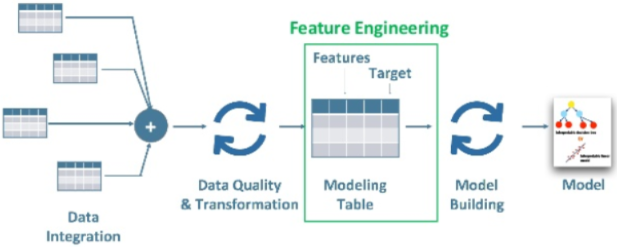 Feature Engineering
Features
Target
+
Data Quality
& Transformation
Modeling
Table
Model
Building
Model
Data
Integration